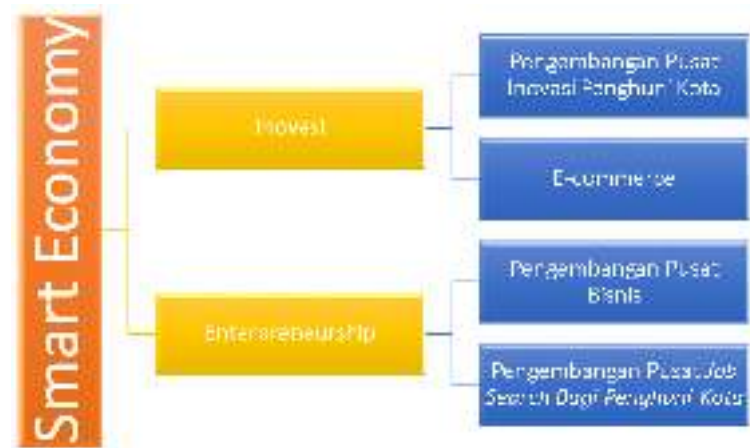 Smart Economy
Inovasi
Pengembangan Pusat
Inovasi Penghuni Kota
E-commerce
Enterpreneurship
Pengembangan Pusat
Bisnis
Pengembangan Pusat Job
Search Bagi Penghuni Kota